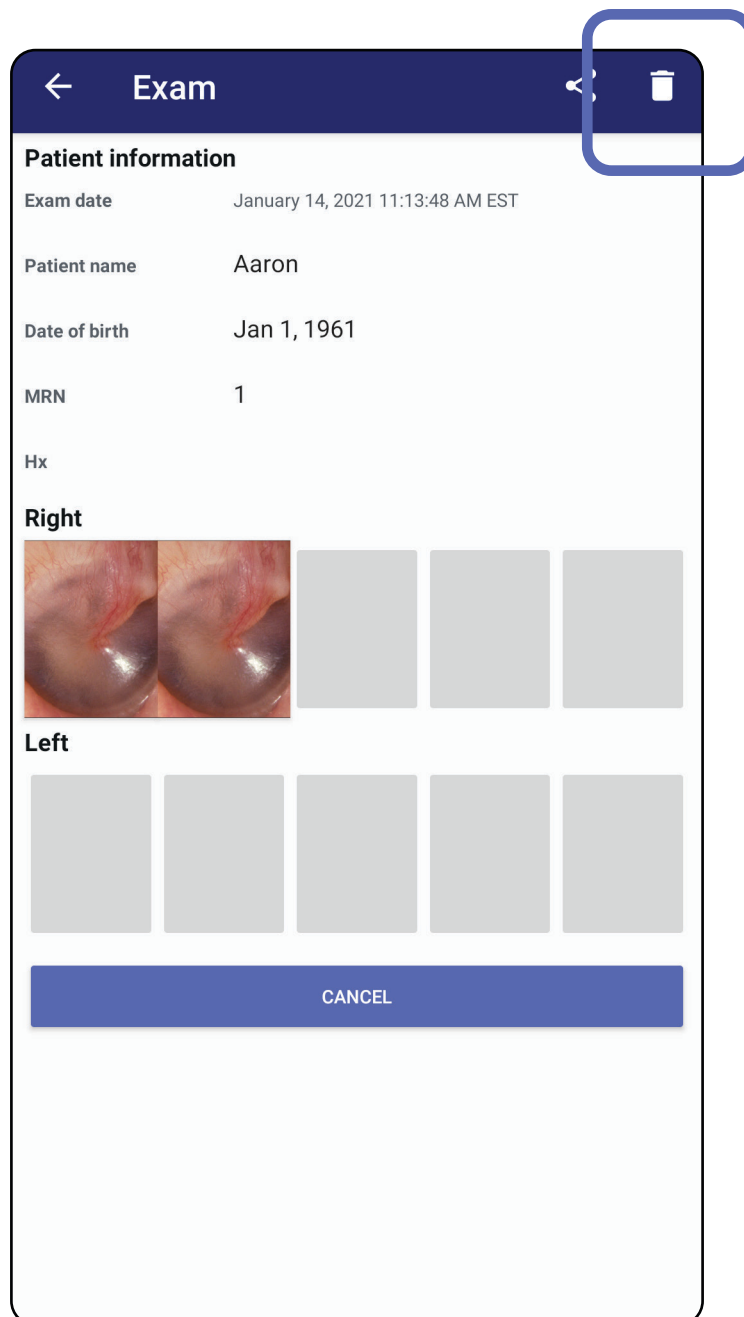 Exam
Patient information
Exam date January 14, 2021 11:13:48 AM EST
Patient name Aaron
Date of birth Jan 1, 1961
MRN 1
Hx
Right
Left
CANCEL